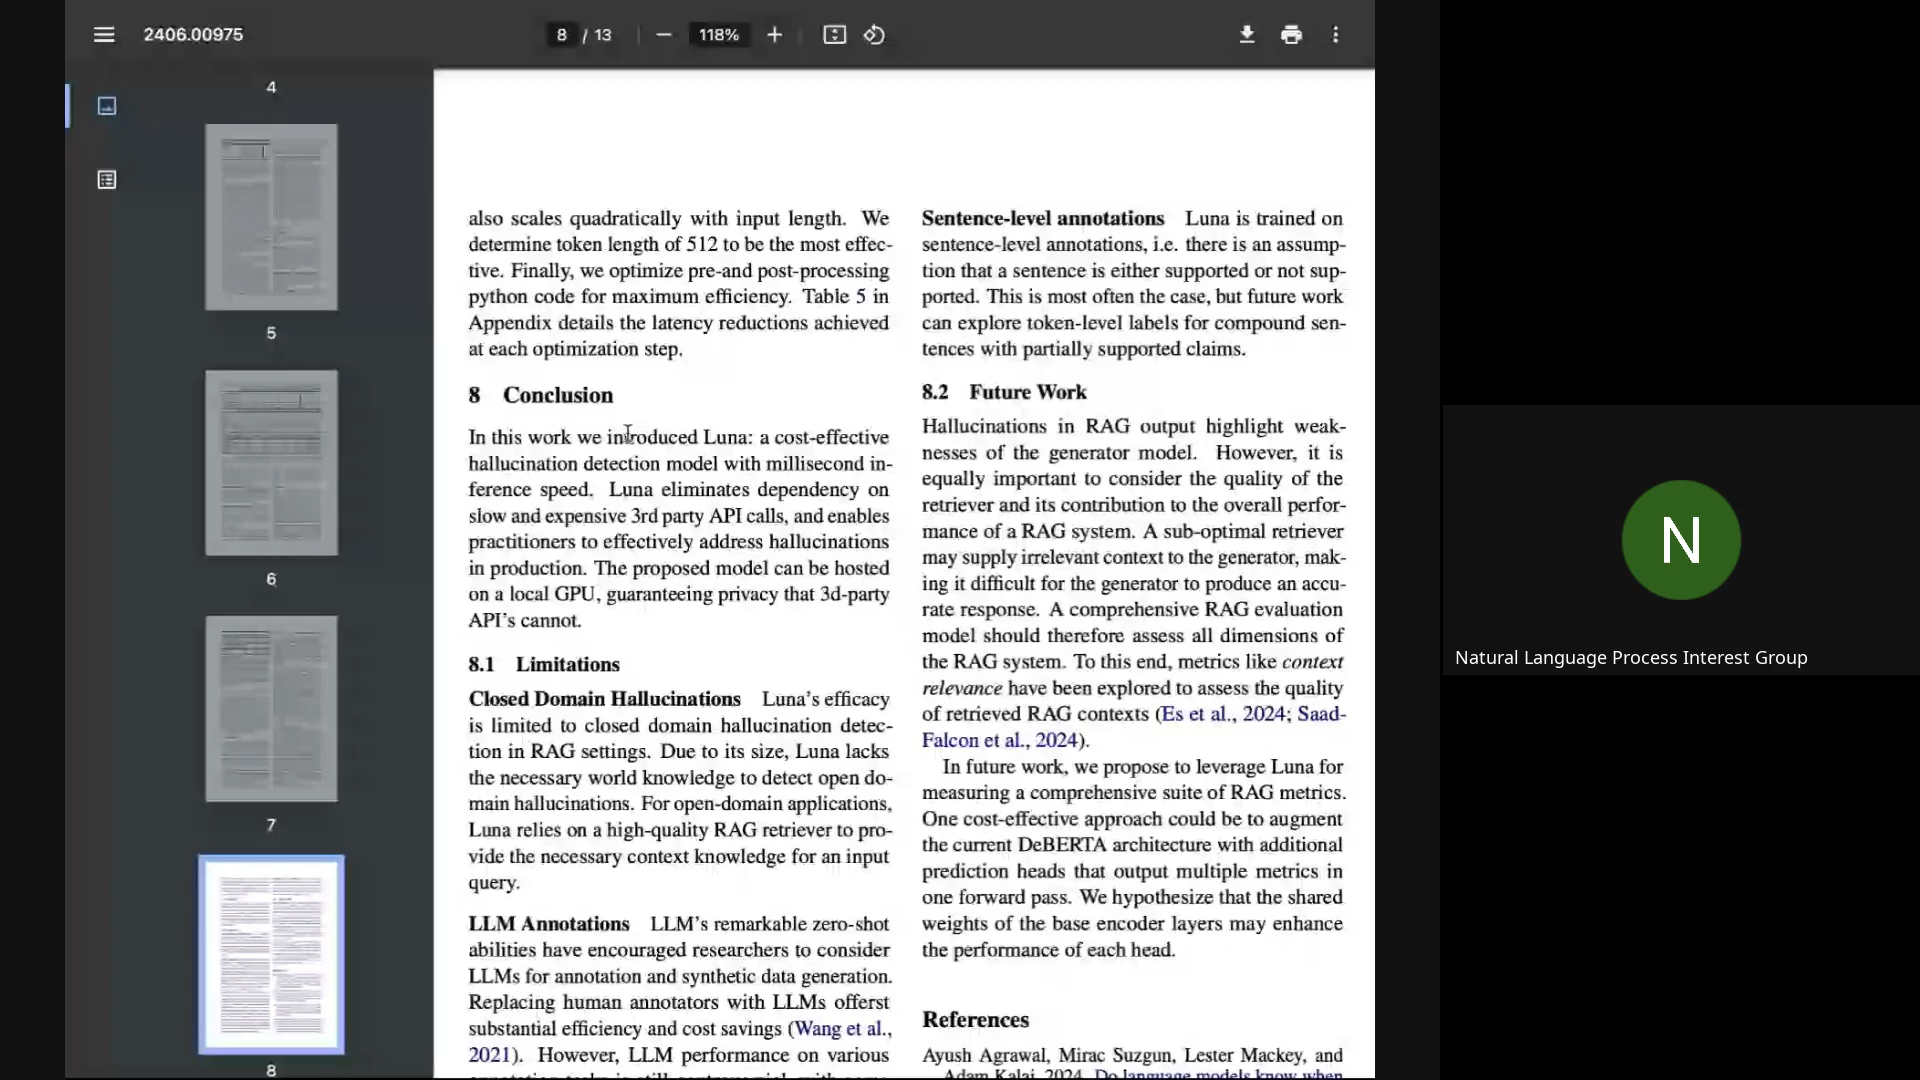 2406.00975
8 / 13
118%
4
5
6
7
8
also scales quadratically with input length. We
determine token length of 512 to be the most effec-
tive. Finally, we optimize pre-and post-processing
python code for maximum efficiency. Table 5 in
Appendix details the latency reductions achieved
at each optimization step.
8 Conclusion
In this work we introduced Luna: a cost-effective
hallucination detection model with millisecond in-
ference speed. Luna eliminates dependency on
slow and expensive 3rd party API calls, and enables
practitioners to effectively address hallucinations
in production. The proposed model can be hosted
on a local GPU, guaranteeing privacy that 3d-party
API's cannot.
8.1 Limitations
Closed Domain Hallucinations Luna's efficacy
is limited to closed domain hallucination detec-
tion in RAG settings. Due to its size, Luna lacks
the necessary world knowledge to detect open do-
main hallucinations. For open-domain applications,
Luna relies on a high-quality RAG retriever to pro-
vide the necessary context knowledge for an input
query.
LLM Annotations LLM's remarkable zero-shot
abilities have encouraged researchers to consider
LLMs for annotation and synthetic data generation.
Replacing human annotators with LLMs offerst
substantial efficiency and cost savings (Wang et al.,
2021). However, LLM performance on various
Sentence-level annotations Luna is trained on
sentence-level annotations, i.e. there is an assump-
tion that a sentence is either supported or not sup-
ported. This is most often the case, but future work
can explore token-level labels for compound sen-
tences with partially supported claims.
8.2 Future Work
Hallucinations in RAG output highlight weak-
nesses of the generator model. However, it is
equally important to consider the quality of the
retriever and its contribution to the overall perfor-
mance of a RAG system. A sub-optimal retriever
may supply irrelevant context to the generator, mak-
ing it difficult for the generator to produce an accu-
rate response. A comprehensive RAG evaluation
model should therefore assess all dimensions of
the RAG system. To this end, metrics like context
relevance have been explored to assess the quality
of retrieved RAG contexts (Es et al., 2024; Saad-
Falcon et al., 2024).
In future work, we propose to leverage Luna for
measuring a comprehensive suite of RAG metrics.
One cost-effective approach could be to augment
the current DeBERTA architecture with additional
prediction heads that output multiple metrics in
one forward pass. We hypothesize that the shared
weights of the base encoder layers may enhance
the performance of each head.
References
Ayush Agrawal, Mirac Suzgun, Lester Mackey, and
Adam Kalai. 2024. Do language models know when
N
Natural Language Process Interest Group